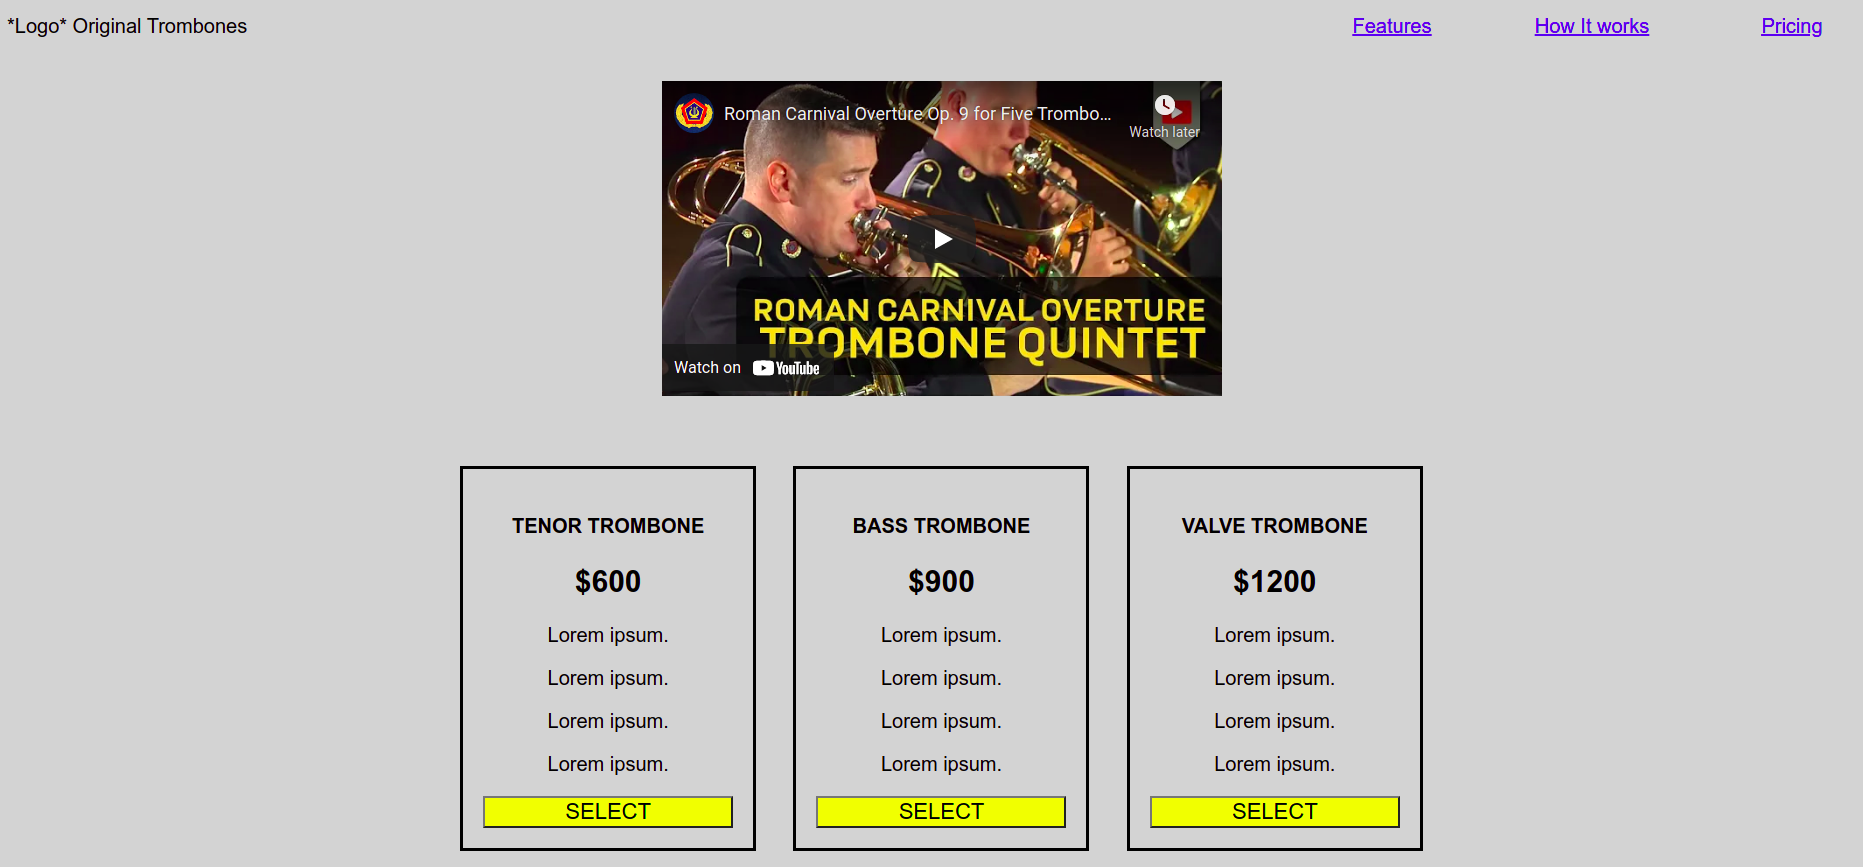 *Logo* Original Trombones
Features
How It works
Pricing
Roman Carnival Overture Op. 9 for Five Trombo...
Watch later
ROMAN CARNIVAL OVERTURE
TROMBONE QUINTET
Watch on YouTube
TENOR TROMBONE
$600
Lorem ipsum.
Lorem ipsum.
Lorem ipsum.
Lorem ipsum.
SELECT
BASS TROMBONE
$900
Lorem ipsum.
Lorem ipsum.
Lorem ipsum.
Lorem ipsum.
SELECT
VALVE TROMBONE
$1200
Lorem ipsum.
Lorem ipsum.
Lorem ipsum.
Lorem ipsum.
SELECT